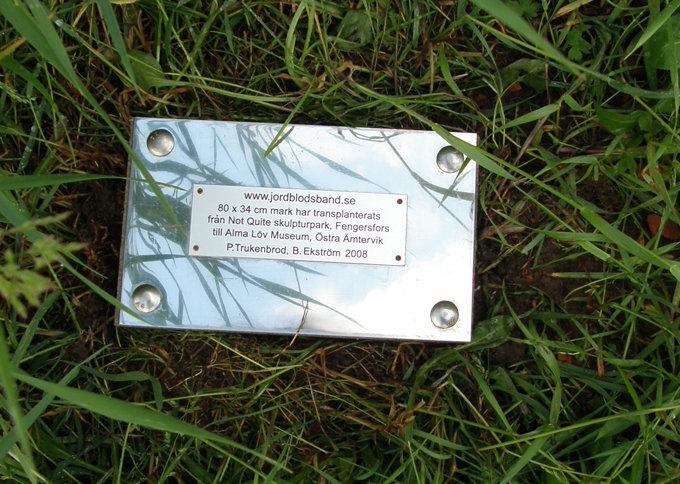 www.jordblodsband.se
80 x 34 cm mark har transplanterats
från Not Quite skulpturpark, Fengersfors
till Alma Löv Museum, Östra Ämtervik
P.Trukenbrod, B. Ekström 2008